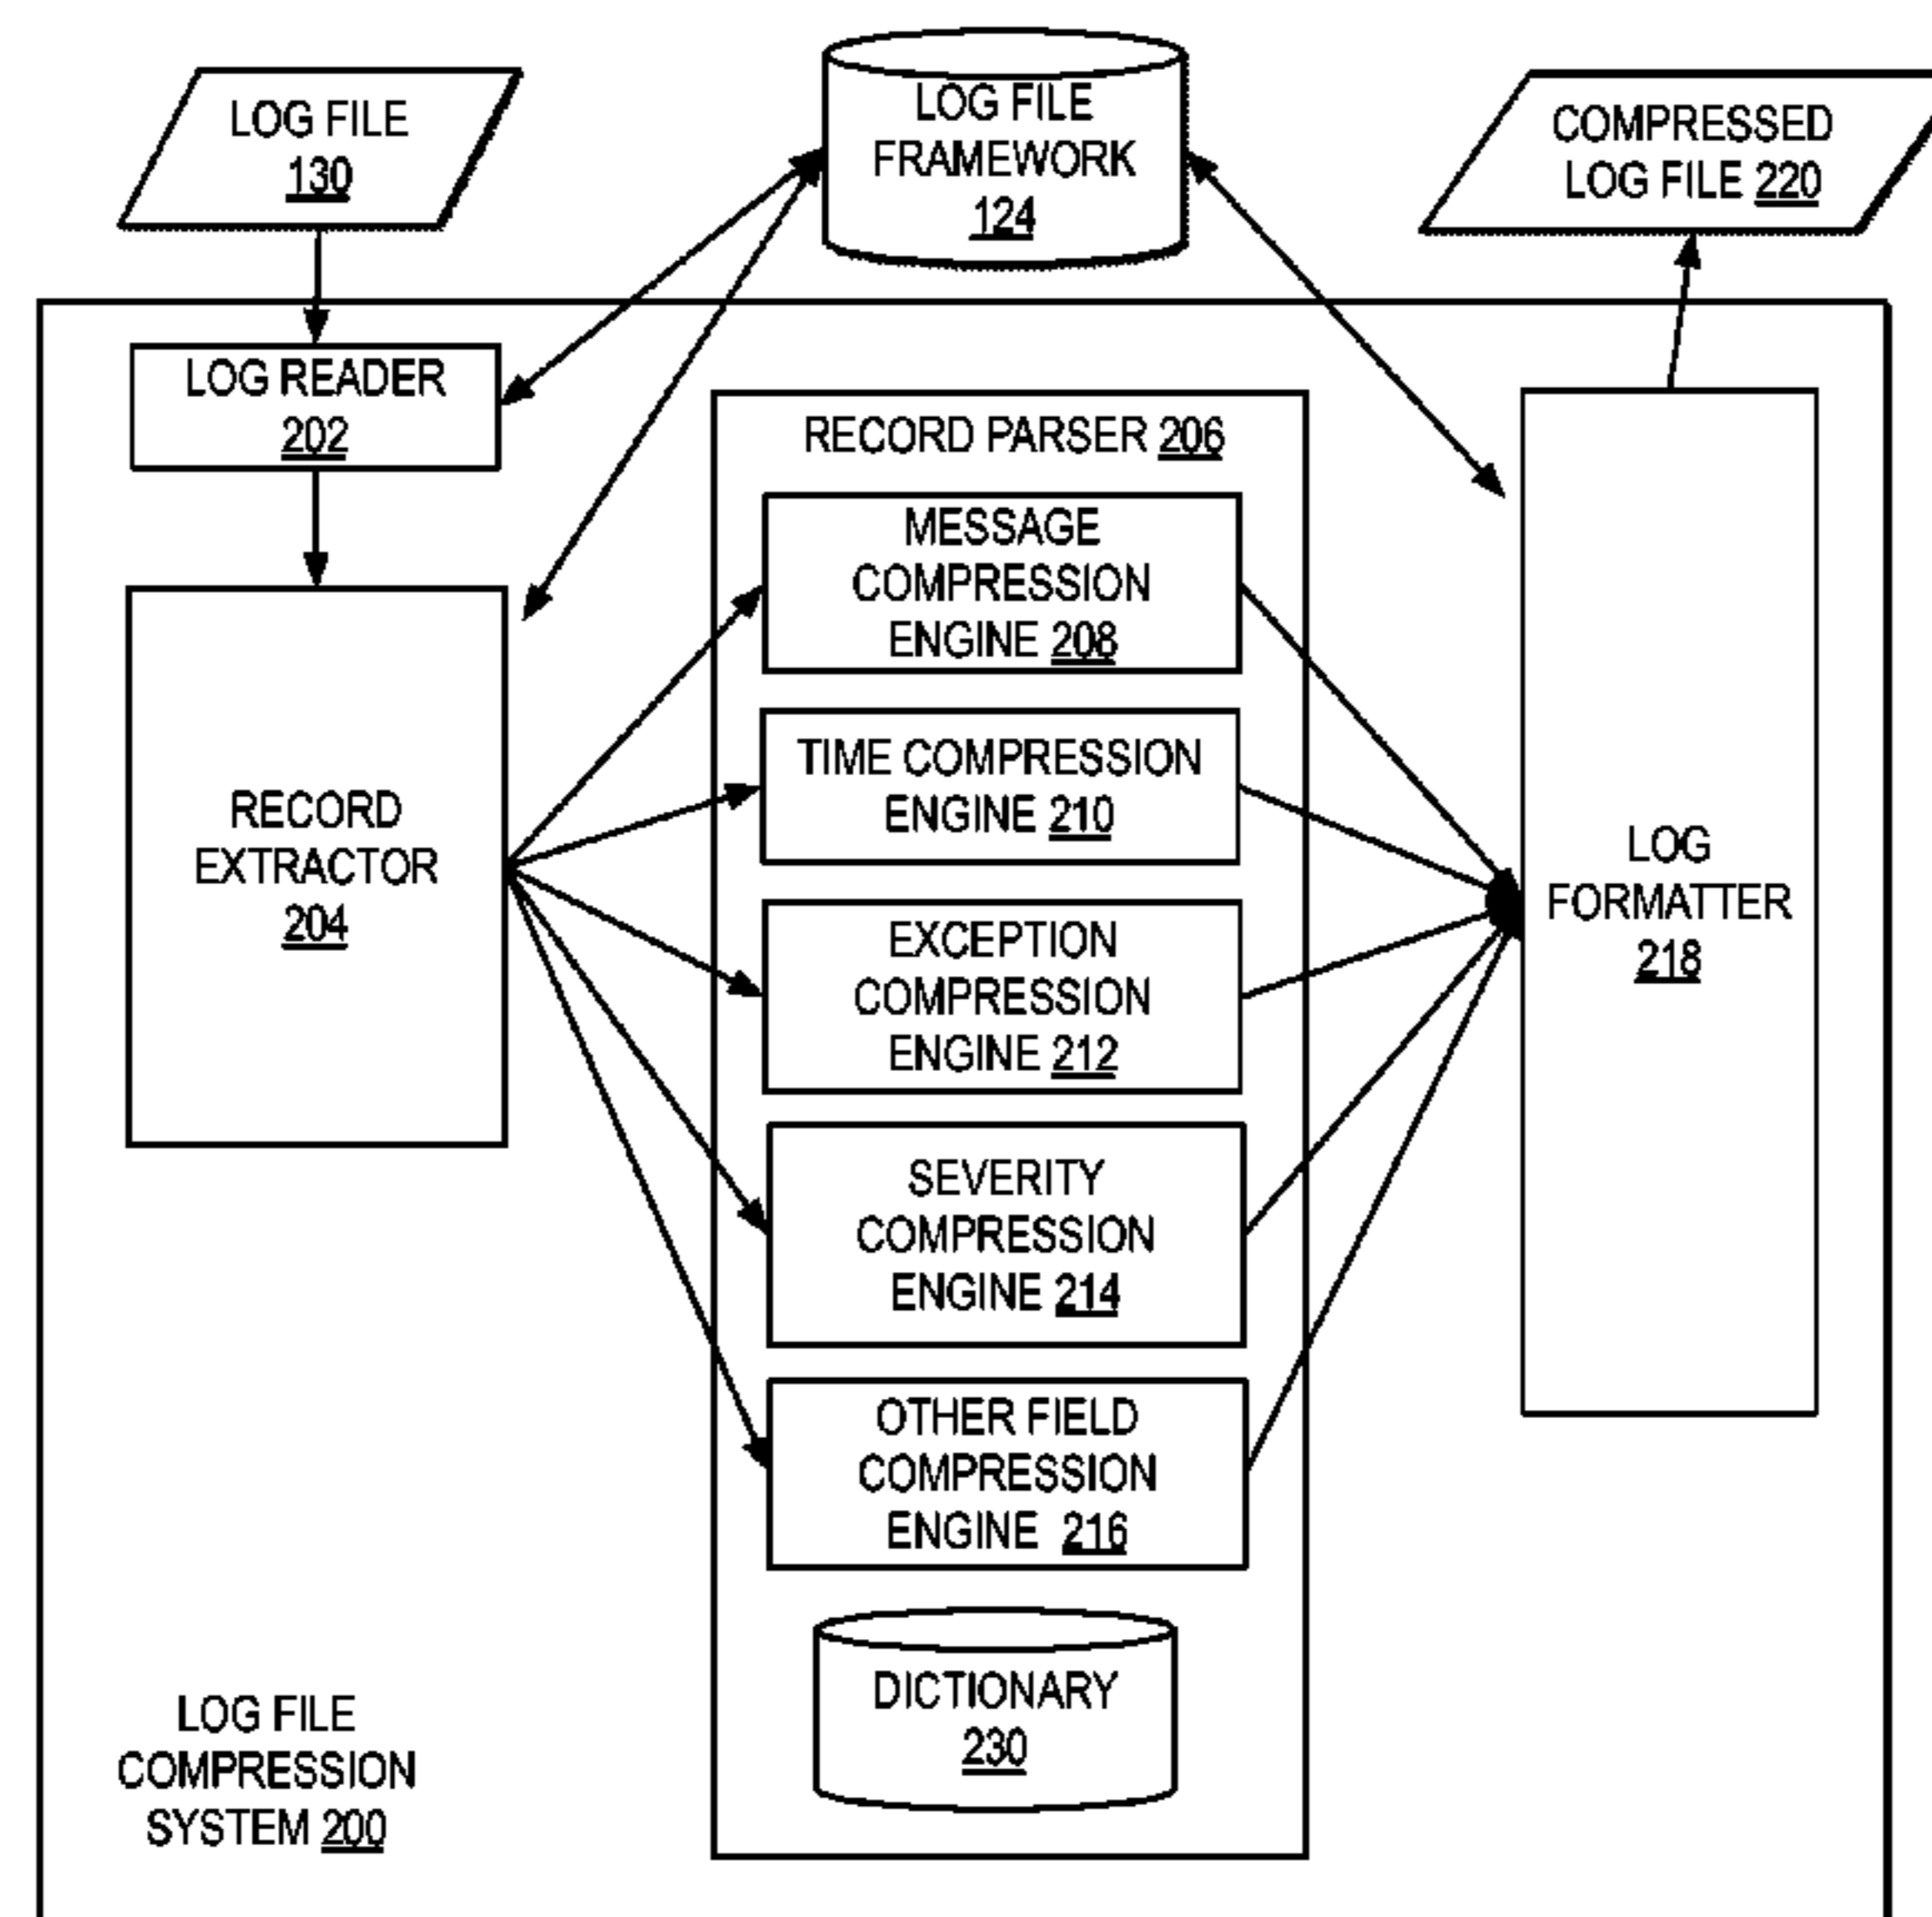 LOG FILE
130
LOG FILE
FRAMEWORK
124
COMPRESSED
LOG FILE 220
LOG READER
202
RECORD PARSER 206
MESSAGE
COMPRESSION
ENGINE 208
TIME COMPRESSION
ENGINE 210
RECORD
EXTRACTOR
204
EXCEPTION
COMPRESSION
ENGINE 212
LOG
FORMATTER
218
SEVERITY
COMPRESSION
ENGINE 214
OTHER FIELD
COMPRESSION
ENGINE 216
DICTIONARY
230
LOG FILE
COMPRESSION
SYSTEM 200